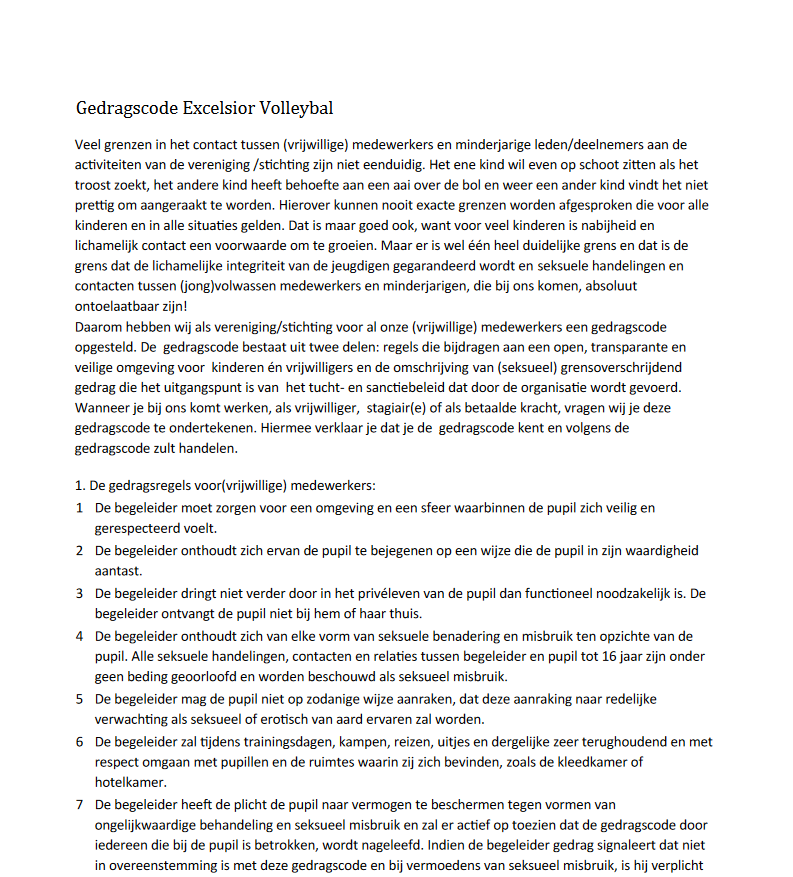 Gedragscode Excelsior Volleybal
Veel grenzen in het contact tussen (vrijwillige) medewerkers en minderjarige leden/deelnemers aan de
activiteiten van de vereniging /stichting zijn niet eenduidig. Het ene kind wil even op schoot zitten als het
troost zoekt, het andere kind heeft behoefte aan een aai over de bol en weer een ander kind vindt het niet
prettig om aangeraakt te worden. Hierover kunnen nooit exacte grenzen worden afgesproken die voor alle
kinderen en in alle situaties gelden. Dat is maar goed ook, want voor veel kinderen is nabijheid en
lichamelijk contact een voorwaarde om te groeien. Maar er is wel één heel duidelijke grens en dat is de
grens dat de lichamelijke integriteit van de jeugdigen gegarandeerd wordt en seksuele handelingen en
contacten tussen (jong)volwassen medewerkers en minderjarigen, die bij ons komen, absoluut
ontoelaatbaar zijn!
Daarom hebben wij als vereniging/stichting voor al onze (vrijwillige) medewerkers een gedragscode
opgesteld. De  gedragscode bestaat uit twee delen: regels die bijdragen aan een open, transparante en
veilige omgeving voor  kinderen én vrijwilligers en de omschrijving van (seksueel) grensoverschrijdend
gedrag die het uitgangspunt is van  het tucht- en sanctiebeleid dat door de organisatie wordt gevoerd.
Wanneer je bij ons komt werken, als vrijwilliger,  stagiair(e) of als betaalde kracht, vragen wij je deze
gedragscode te ondertekenen. Hiermee verklaar je dat je de  gedragscode kent en volgens de
gedragscode zult handelen.
1. De gedragsregels voor(vrijwillige) medewerkers:
1 De begeleider moet zorgen voor een omgeving en een sfeer waarbinnen de pupil zich veilig en
gerespecteerd voelt.
2 De begeleider onthoudt zich ervan de pupil te bejegenen op een wijze die de pupil in zijn waardigheid
aantast.
3 De begeleider dringt niet verder door in het privéleven van de pupil dan functioneel noodzakelijk is. De
begeleider ontvangt de pupil niet bij hem of haar thuis.
4 De begeleider onthoudt zich van elke vorm van seksuele benadering en misbruik ten opzichte van de
pupil. Alle seksuele handelingen, contacten en relaties tussen begeleider en pupil tot 16 jaar zijn onder
geen beding geoorloofd en worden beschouwd als seksueel misbruik.
5 De begeleider mag de pupil niet op zodanige wijze aanraken, dat deze aanraking naar redelijke
verwachting als seksueel of erotisch van aard ervaren zal worden.
6 De begeleider zal tijdens trainingsdagen, kampen, reizen, uitjes en dergelijke zeer terughoudend en met
respect omgaan met pupillen en de ruimtes waarin zij zich bevinden, zoals de kleedkamer of
hotelkamer.
7 De begeleider heeft de plicht de pupil naar vermogen te beschermen tegen vormen van
ongelijkwaardige behandeling en seksueel misbruik en zal er actief op toezien dat de gedragscode door
iedereen die bij de pupil is betrokken, wordt nageleefd. Indien de begeleider gedrag signaleert dat niet
in overeenstemming is met deze gedragscode en bij vermoedens van seksueel misbruik, is hij verplicht